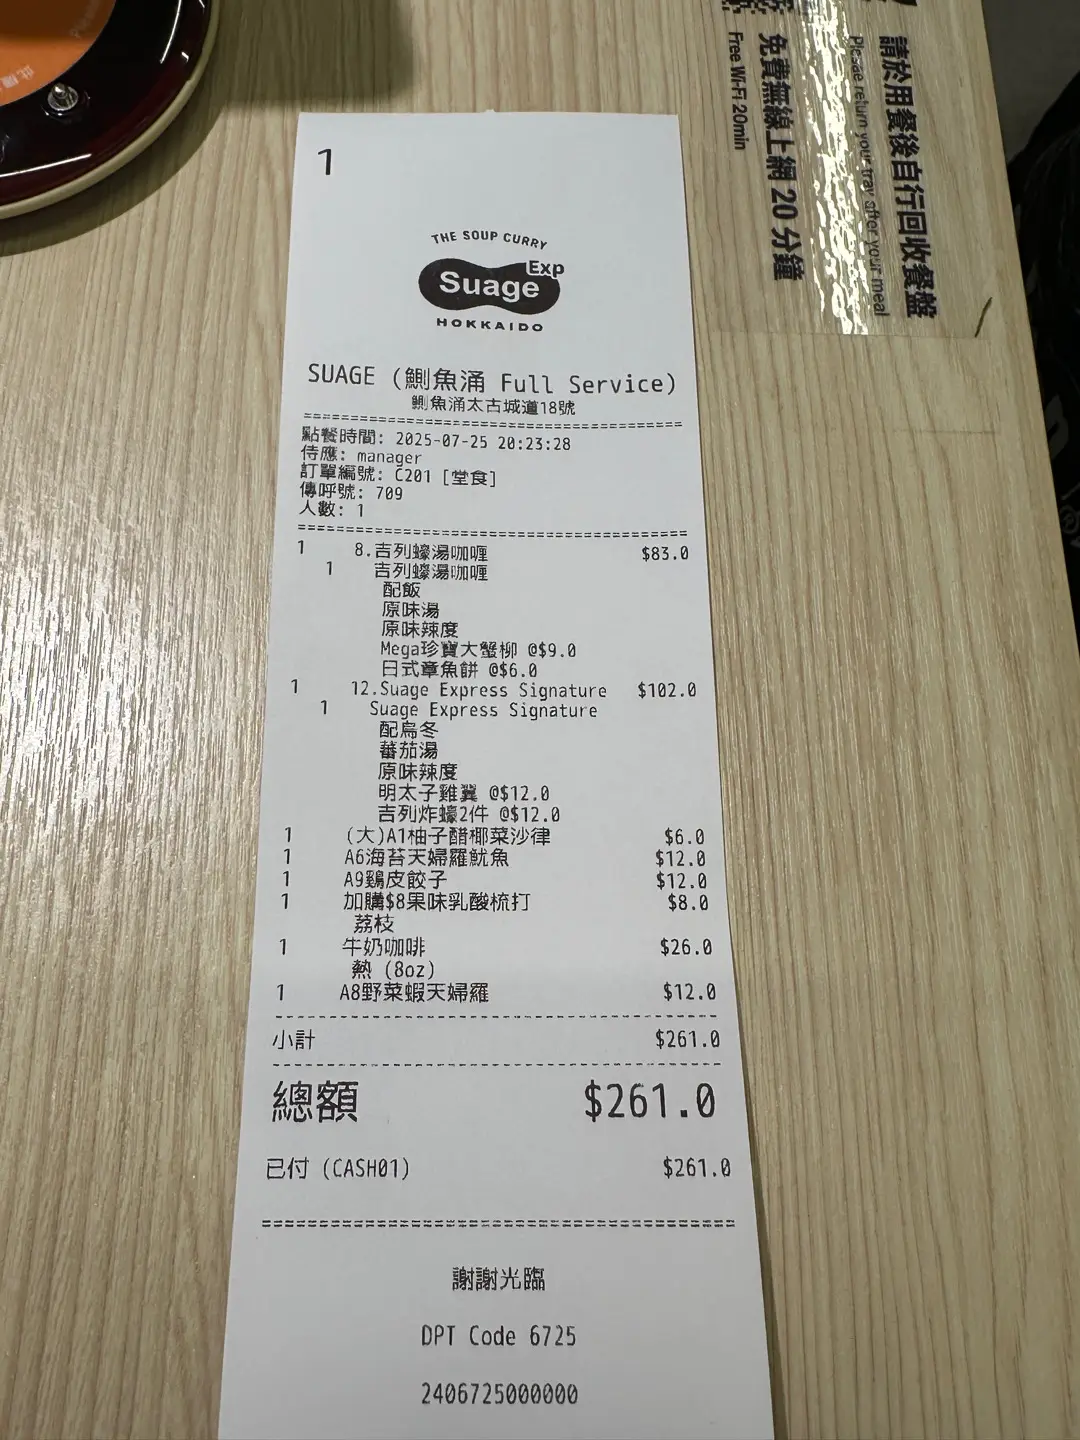 1
THE SOUP CURRY
Suage Exp
HOKKAIDO
SUAGE (鰂魚涌 Full Service)
鰂魚涌太古城道18號
點餐時間: 2025-07-25 20:23:28
侍應: manager
訂單編號: C201 [堂食]
傳呼號: 709
人數: 1
1 8.吉列蠔湯咖喱 $83.0
1 吉列蠔湯咖喱
配飯
原味湯
原味辣度
Mega珍寶大蟹柳 @$9.0
日式章魚餅 @$6.0
1 12.Suage Express Signature $102.0
1 Suage Express Signature
配烏冬
蕃茄湯
原味辣度
明太子雞翼 @$12.0
吉列炸蠔2件 @$12.0
1 (大)A1柚子醋椰菜沙律 $6.0
1 A6海苔天婦羅魷魚 $12.0
1 A9鷄皮餃子 $12.0
1 加購$8果味乳酸梳打 $8.0
荔枝
1 牛奶咖啡 $26.0
熱 (8oz)
1 A8野菜蝦天婦羅 $12.0
小計 $261.0
總額 $261.0
已付 (CASH01) $261.0
謝謝光臨
DPT Code 6725
2406725000000
請於用餐後自行回收餐盤
Please return your tray after your meal
免費無線上網 20 分鐘
Free Wi-Fi 20min